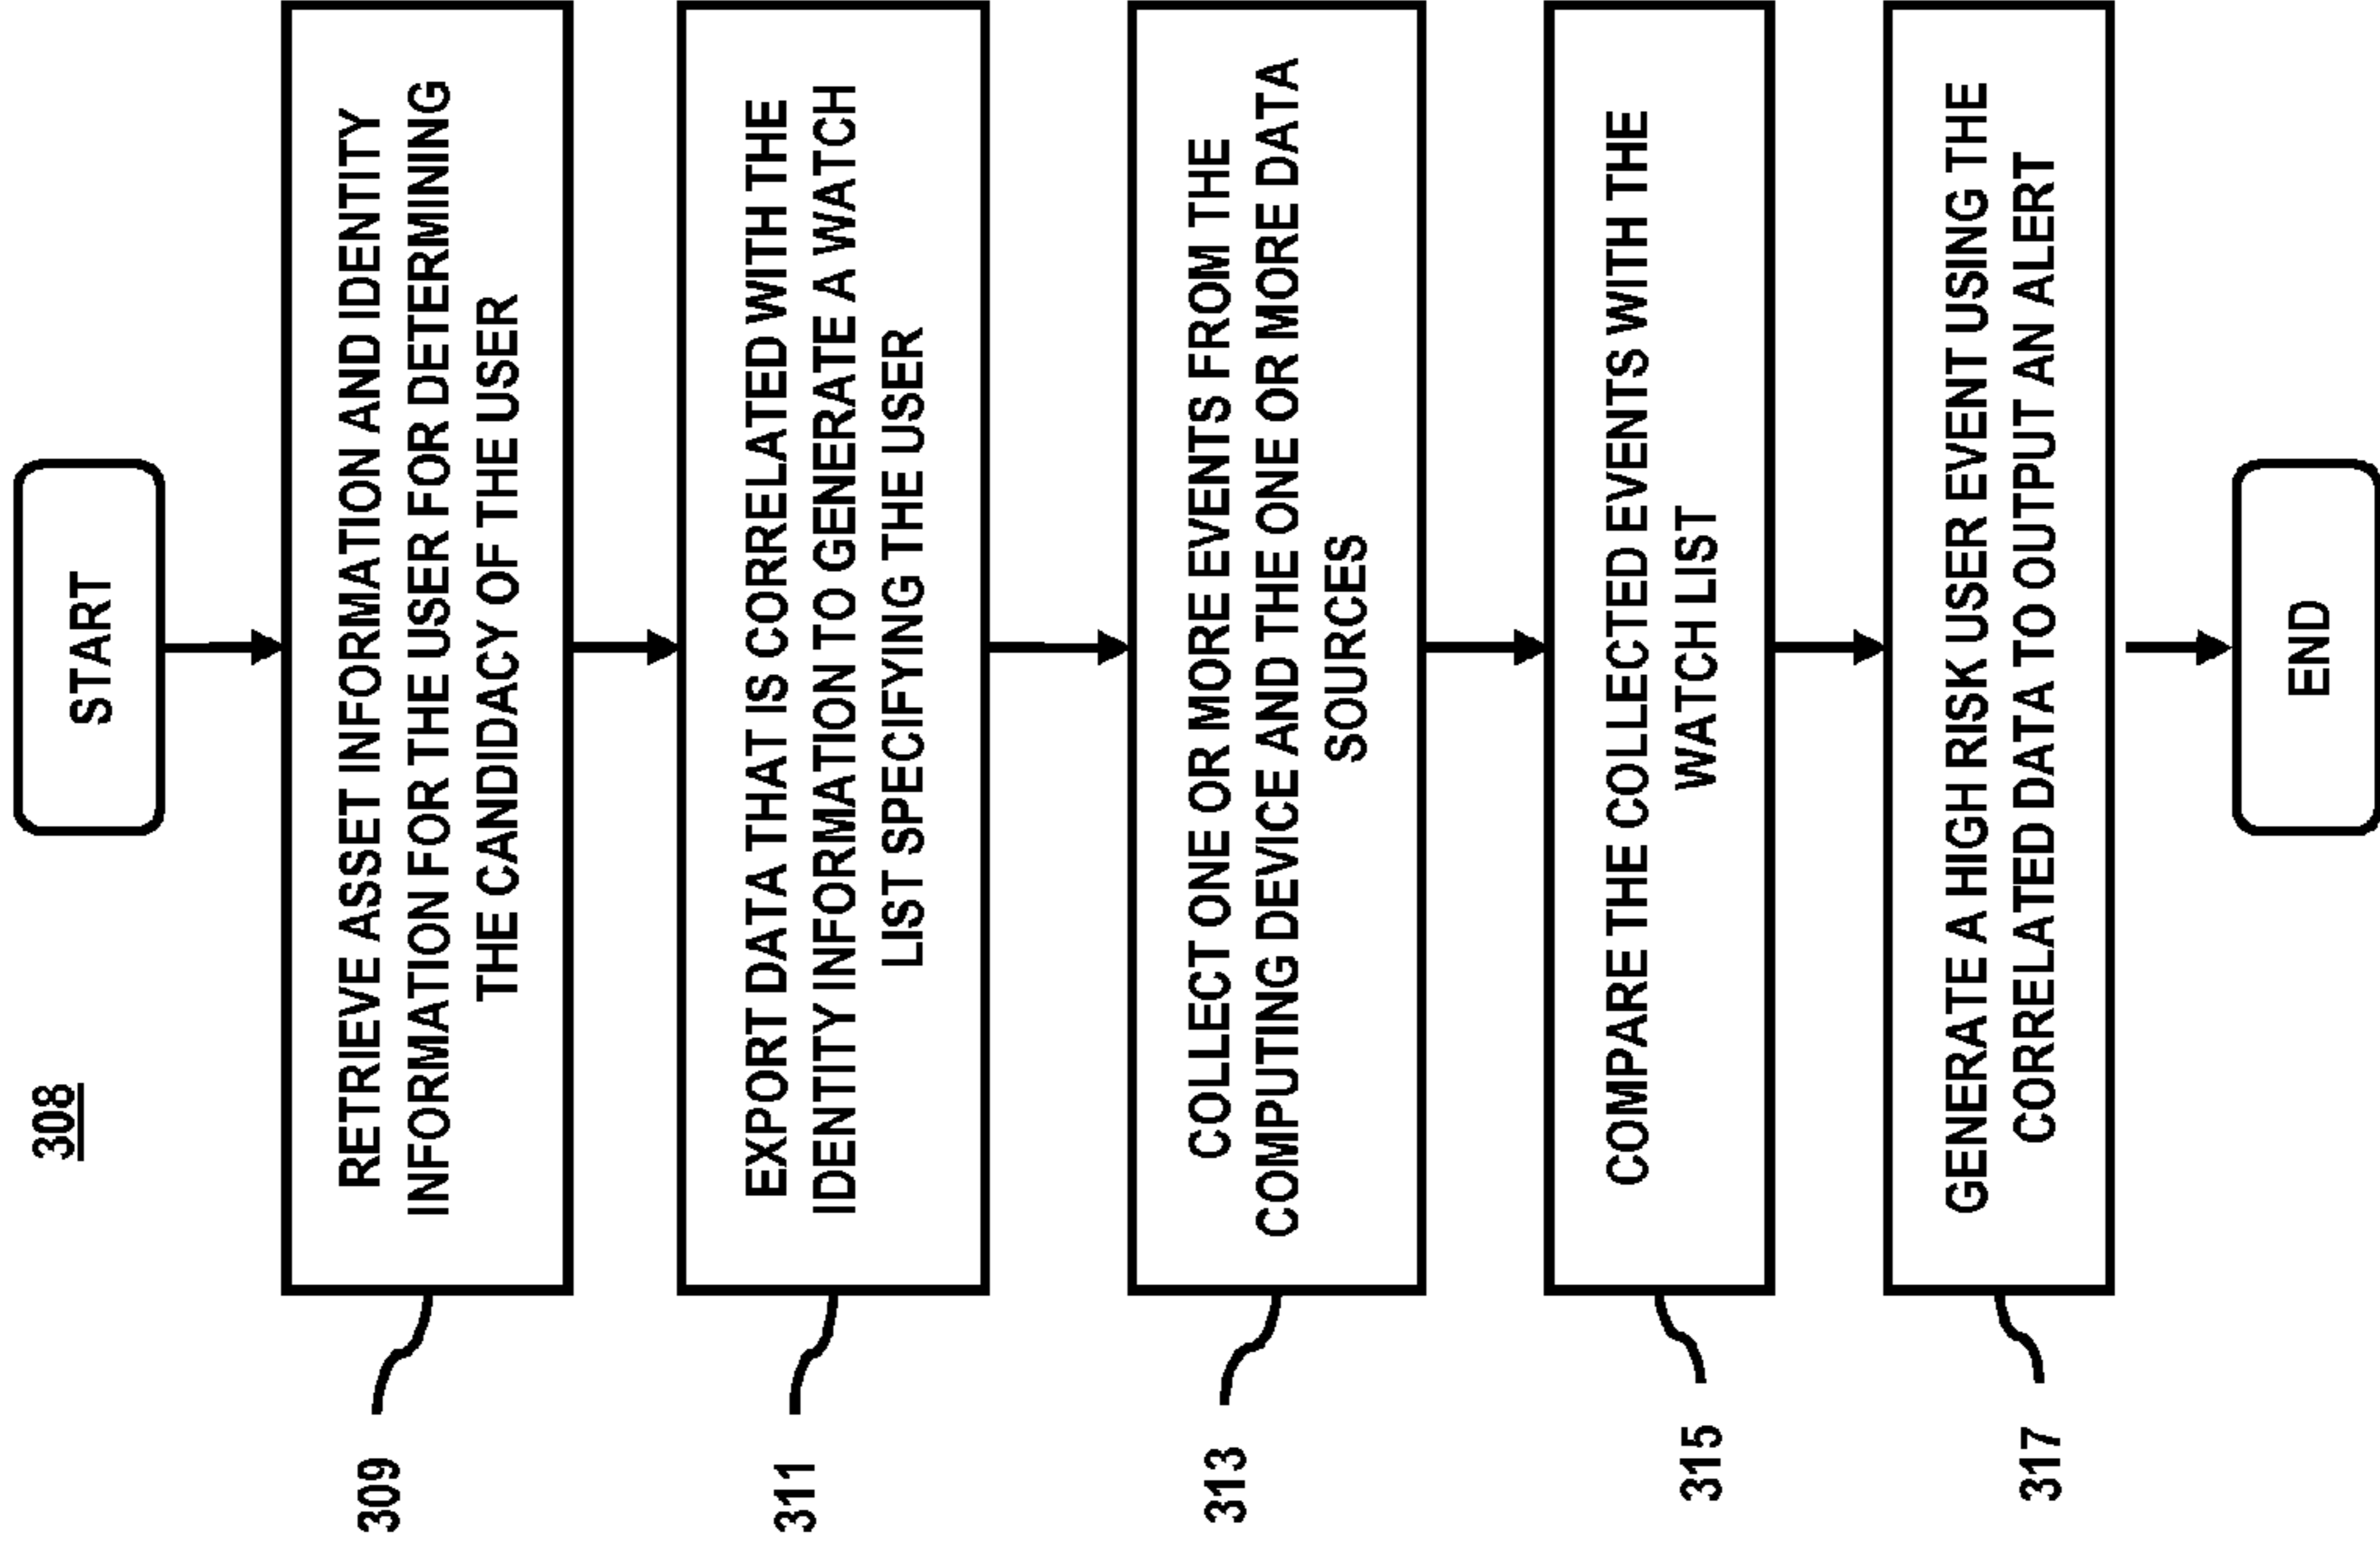 308
START
309
RETRIEVE ASSET INFORMATION AND IDENTITY
INFORMATION FOR THE USER FOR DETERMINING
THE CANDIDACY OF THE USER
311
EXPORT DATA THAT IS CORRELATED WITH THE
IDENTITY INFORMATION TO GENERATE A WATCH
LIST SPECIFYING THE USER
313
COLLECT ONE OR MORE EVENTS FROM THE
COMPUTING DEVICE AND THE ONE OR MORE DATA
SOURCES
315
COMPARE THE COLLECTED EVENTS WITH THE
WATCH LIST
317
GENERATE A HIGH RISK USER EVENT USING THE
CORRELATED DATA TO OUTPUT AN ALERT
END